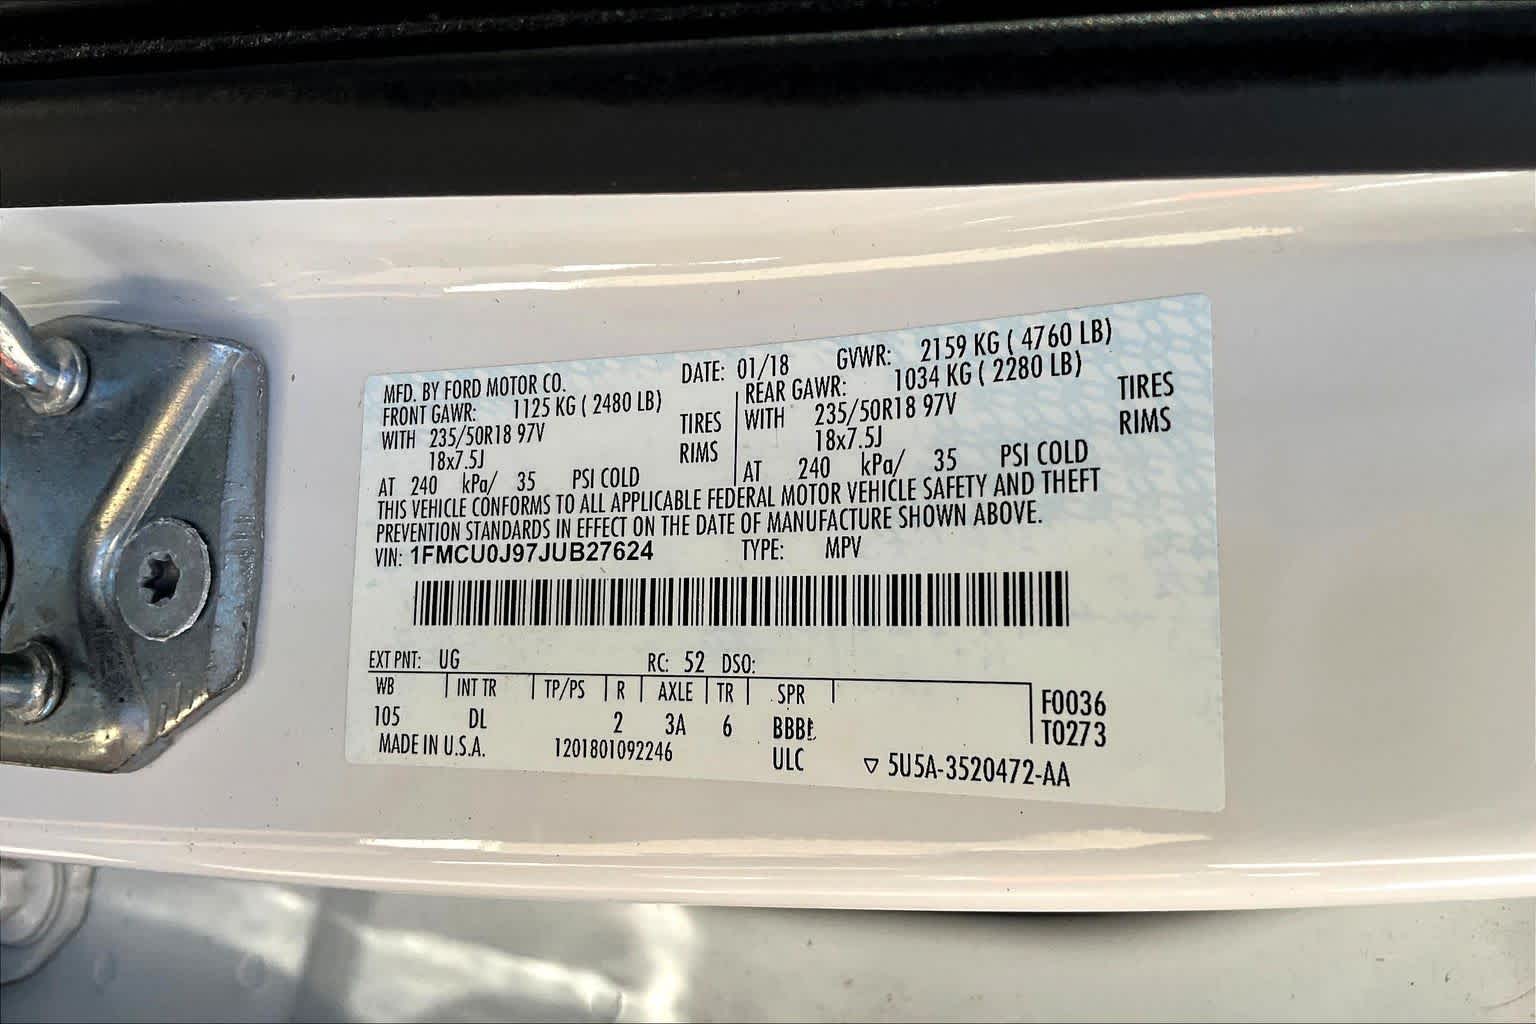 MFD. BY FORD MOTOR CO. DATE: 01/18 GVWR: 2159 KG ( 4760 LB)
FRONT GAWR: 1125 KG ( 2480 LB) REAR GAWR: 1034 KG ( 2280 LB)
WITH 235/50R18 97V TIRES WITH 235/50R18 97V TIRES
18x7.5J RIMS 18x7.5J RIMS
AT 240 kPa/ 35 PSI COLD AT 240 kPa/ 35 PSI COLD
THIS VEHICLE CONFORMS TO ALL APPLICABLE FEDERAL MOTOR VEHICLE SAFETY AND THEFT
PREVENTION STANDARDS IN EFFECT ON THE DATE OF MANUFACTURE SHOWN ABOVE.
VIN: 1FMCU0J97JUB27624 TYPE: MPV
EXT PNT: UG RC: 52 DSO:
WB INT TR TP/PS R AXLE TR SPR F0036
105 DL 2 3A 6 T0273
MADE IN U.S.A. 1201801092246 ULC ▽ 5U5A-3520472-AA